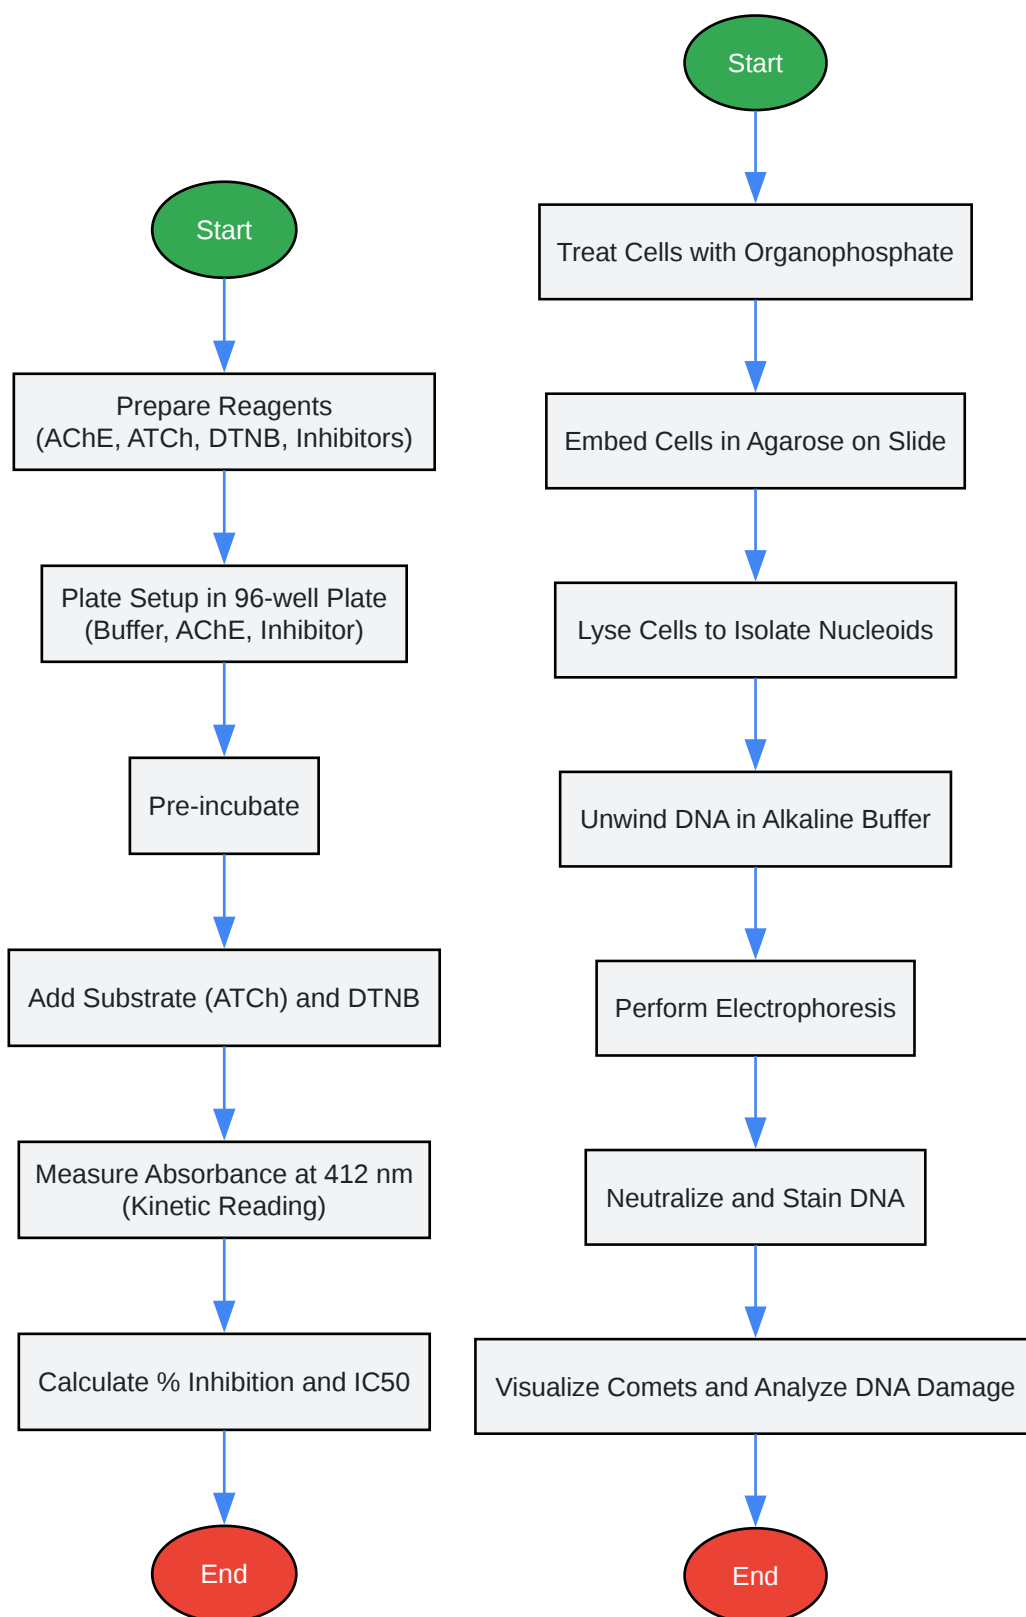 Start
Prepare Reagents
(AChE, ATCh, DTNB, Inhibitors)
Plate Setup in 96-well Plate
(Buffer, AChE, Inhibitor)
Pre-incubate
Add Substrate (ATCh) and DTNB
Measure Absorbance at 412 nm
(Kinetic Reading)
Calculate % Inhibition and IC50
End
Start
Treat Cells with Organophosphate
Embed Cells in Agarose on Slide
Lyse Cells to Isolate Nucleoids
Unwind DNA in Alkaline Buffer
Perform Electrophoresis
Neutralize and Stain DNA
Visualize Comets and Analyze DNA Damage
End